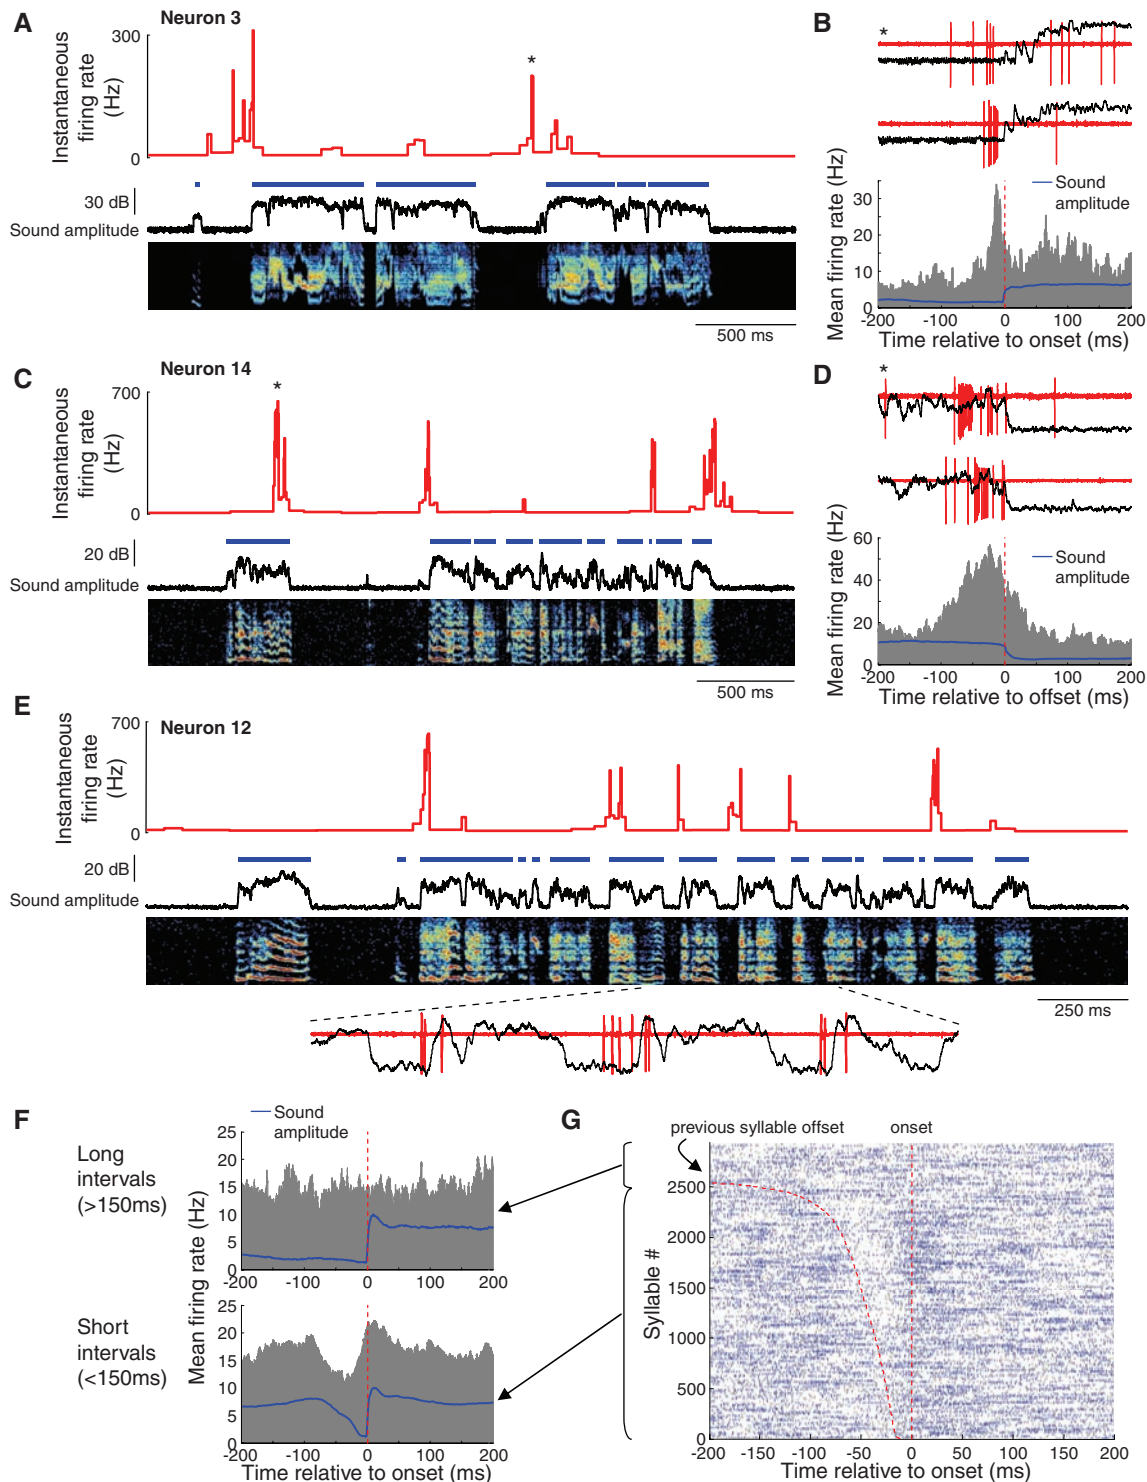 A
Neuron 3
Instantaneous
firing rate
(Hz)
300
0
*
30 dB
Sound amplitude
500 ms
B
*
Mean firing rate (Hz)
35
30
20
10
0
Sound
amplitude
-200
-100
0
100
200
Time relative to onset (ms)
C
Neuron 14
Instantaneous
firing rate
(Hz)
700
0
*
20 dB
Sound amplitude
500 ms
D
*
Mean firing rate (Hz)
60
40
20
0
Sound
amplitude
-200
-100
0
100
200
Time relative to offset (ms)
E
Neuron 12
Instantaneous
firing rate
(Hz)
700
0
20 dB
Sound amplitude
250 ms
F
Sound
amplitude
Long
intervals
(>150ms)
25
20
15
10
5
0
-200
-100
0
100
200
Mean firing rate (Hz)
Short
intervals
(<150ms)
25
20
15
10
5
0
-200
-100
0
100
200
Time relative to onset (ms)
G
previous syllable offset
onset
Syllable #
2500
2000
1500
1000
500
0
-200
-150
-100
-50
0
50
100
150
200
Time relative to onset (ms)